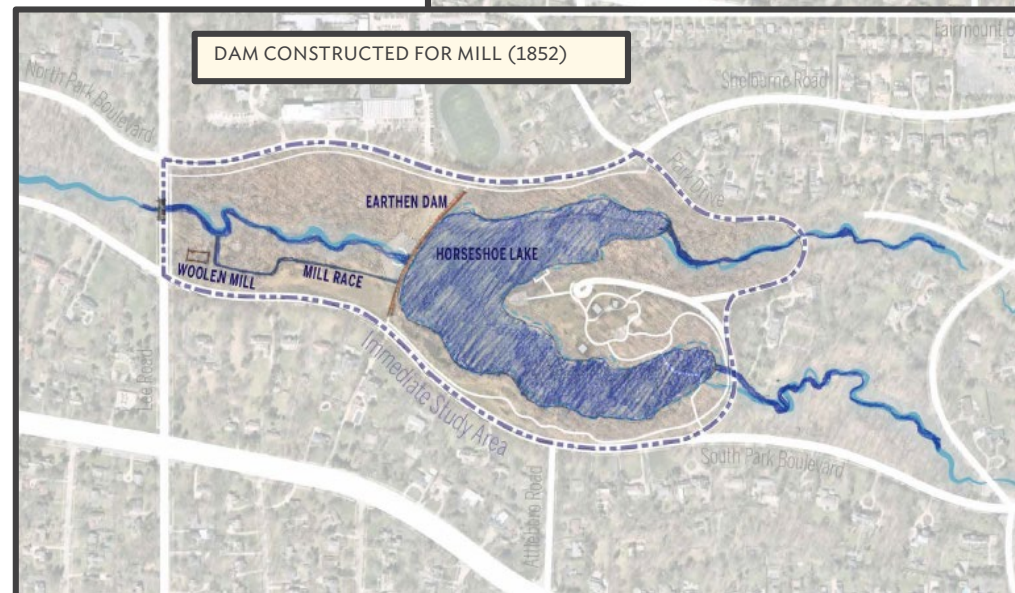 DAM CONSTRUCTED FOR MILL (1852)
Fairmount B
North Park Boulevard
Shelburne Road
Park Drive
EARTHEN DAM
HORSESHOE LAKE
WOOLEN MILL
MILL RACE
Immediate Study Area
Lee Road
South Park Boulevard
Attleboro Road